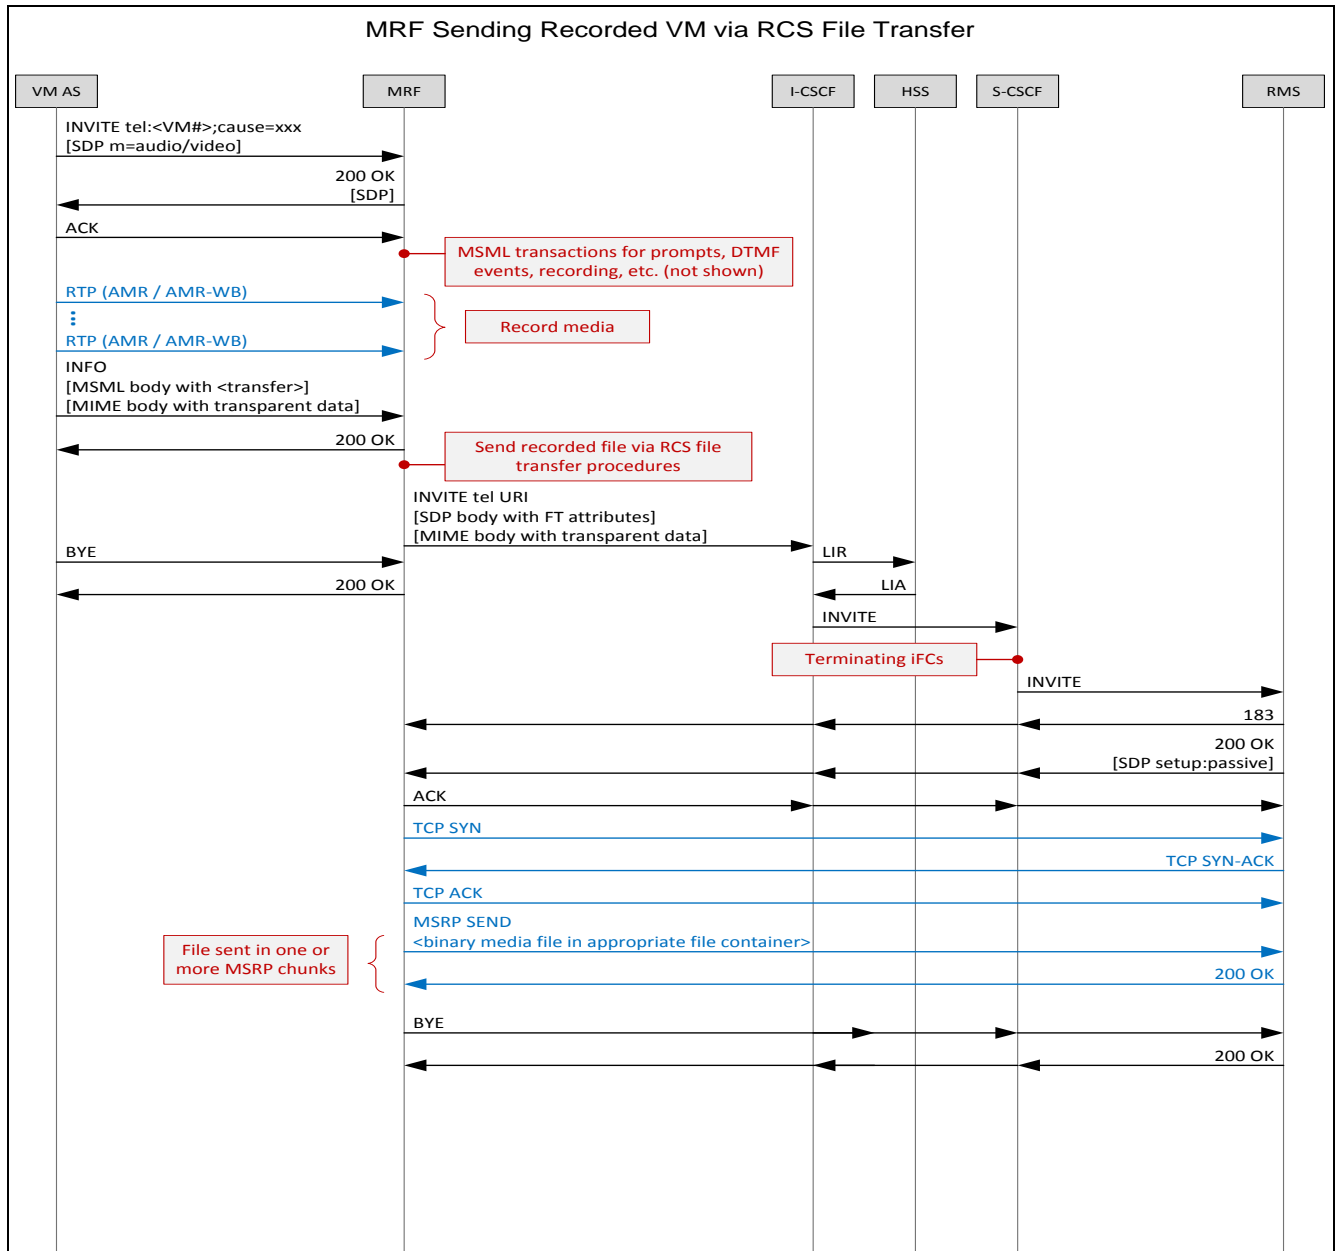 MRF Sending Recorded VM via RCS File Transfer
VM AS
MRF
I-CSCF
HSS
S-CSCF
RMS
INVITE tel:<VM#>;cause=xxx
[SDP m=audio/video]
200 OK
[SDP]
ACK
MSML transactions for prompts, DTMF
events, recording, etc. (not shown)
RTP (AMR / AMR-WB)
Record media
RTP (AMR / AMR-WB)
INFO
[MSML body with <transfer>]
[MIME body with transparent data]
200 OK
Send recorded file via RCS file
transfer procedures
INVITE tel URI
[SDP body with FT attributes]
[MIME body with transparent data]
BYE
LIR
200 OK
LIA
INVITE
Terminating iFCs
INVITE
183
200 OK
[SDP setup:passive]
ACK
TCP SYN
TCP SYN-ACK
TCP ACK
MSRP SEND
<binary media file in appropriate file container>
File sent in one or
more MSRP chunks
200 OK
BYE
200 OK